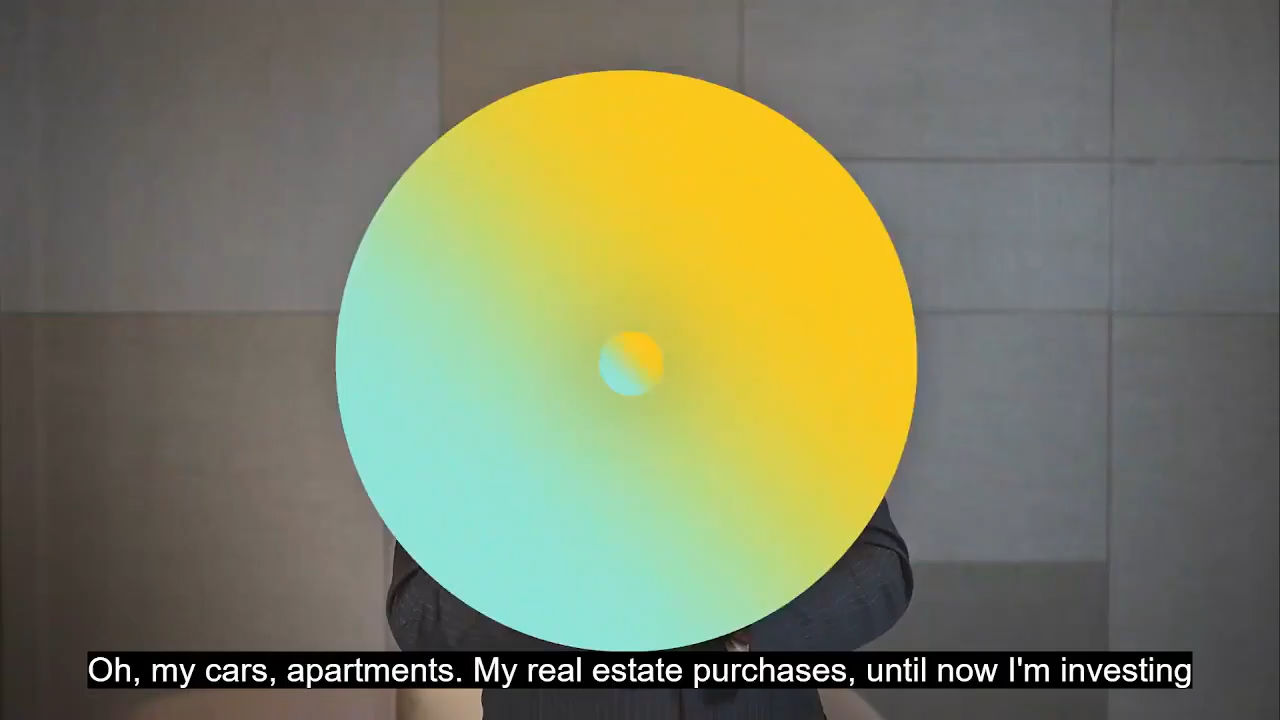 Oh, my cars, apartments. My real estate purchases, until now I'm investing